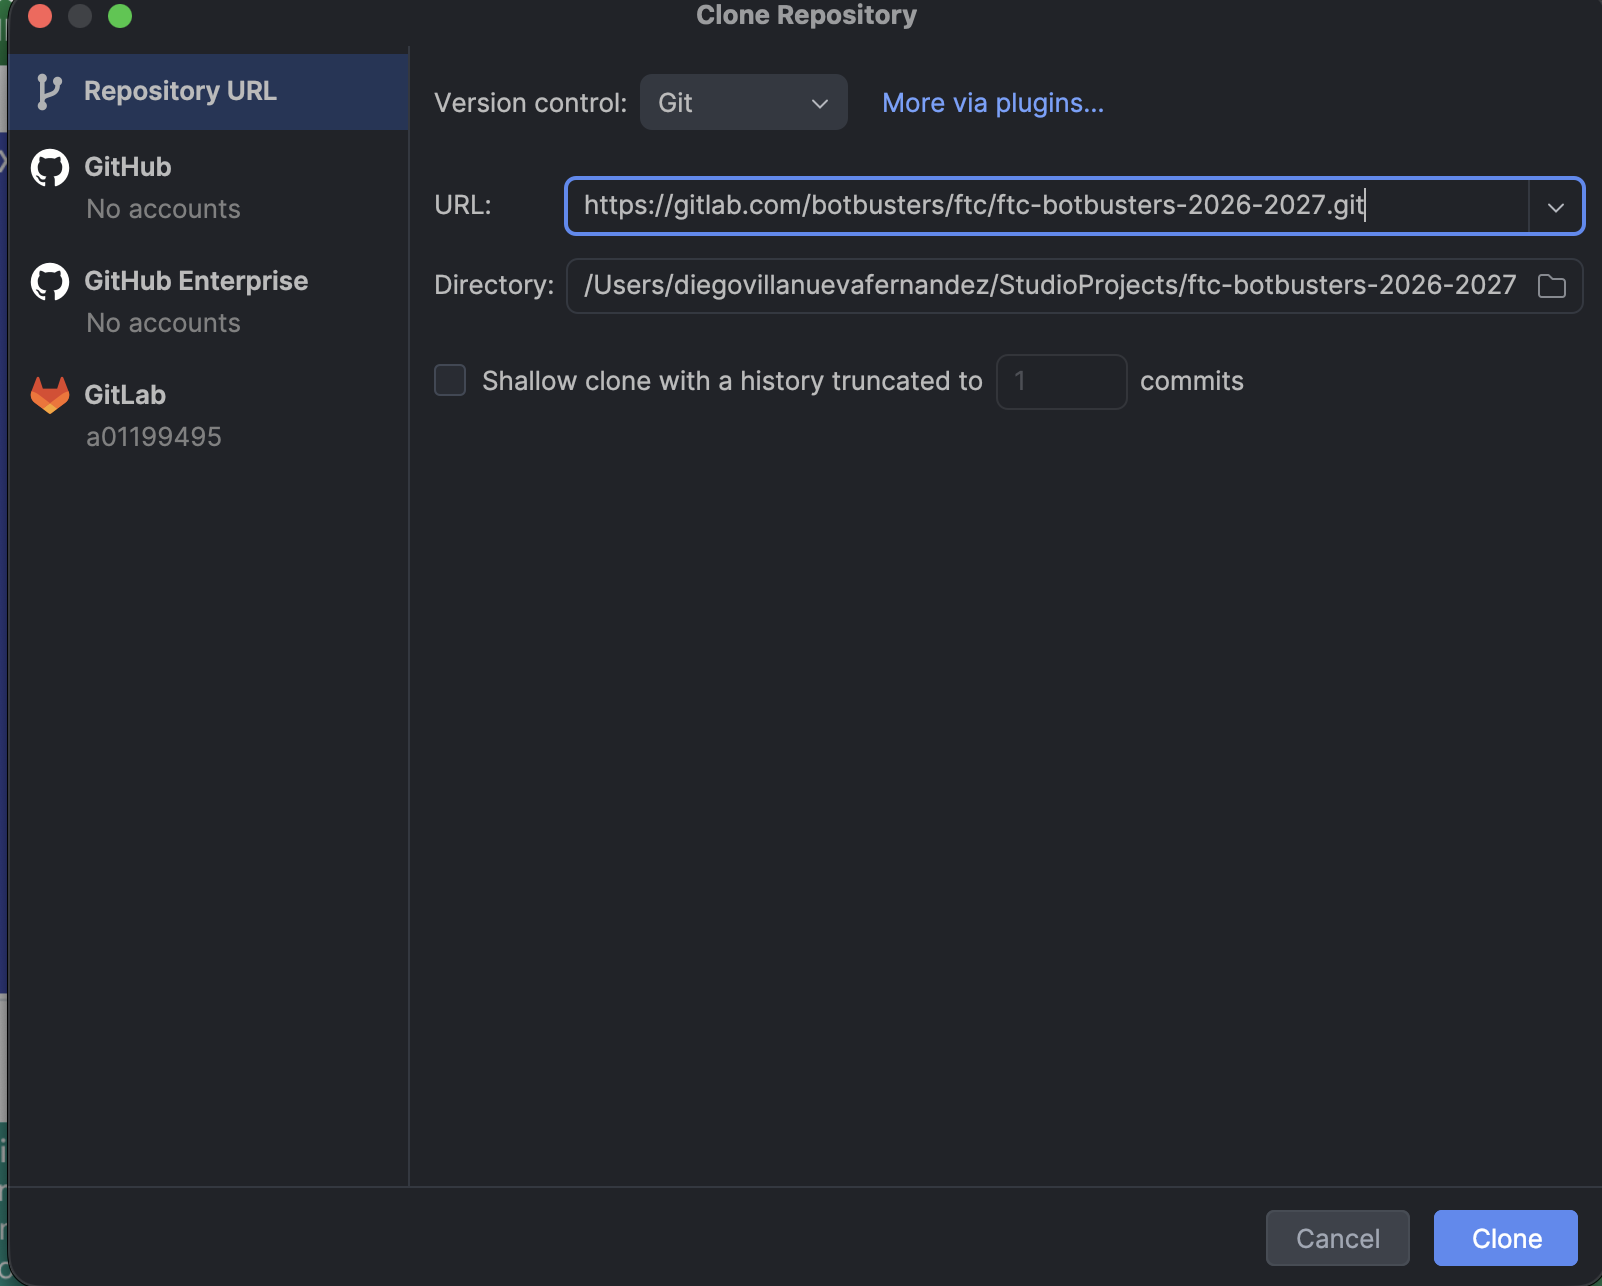 Clone Repository
Repository URL
GitHub
No accounts
GitHub Enterprise
No accounts
GitLab
a01199495
Version control: Git More via plugins...
URL: https://gitlab.com/botbusters/ftc/ftc-botbusters-2026-2027.git
Directory: /Users/diegovillanuevafernandez/StudioProjects/ftc-botbusters-2026-2027
Shallow clone with a history truncated to 1 commits
Cancel Clone